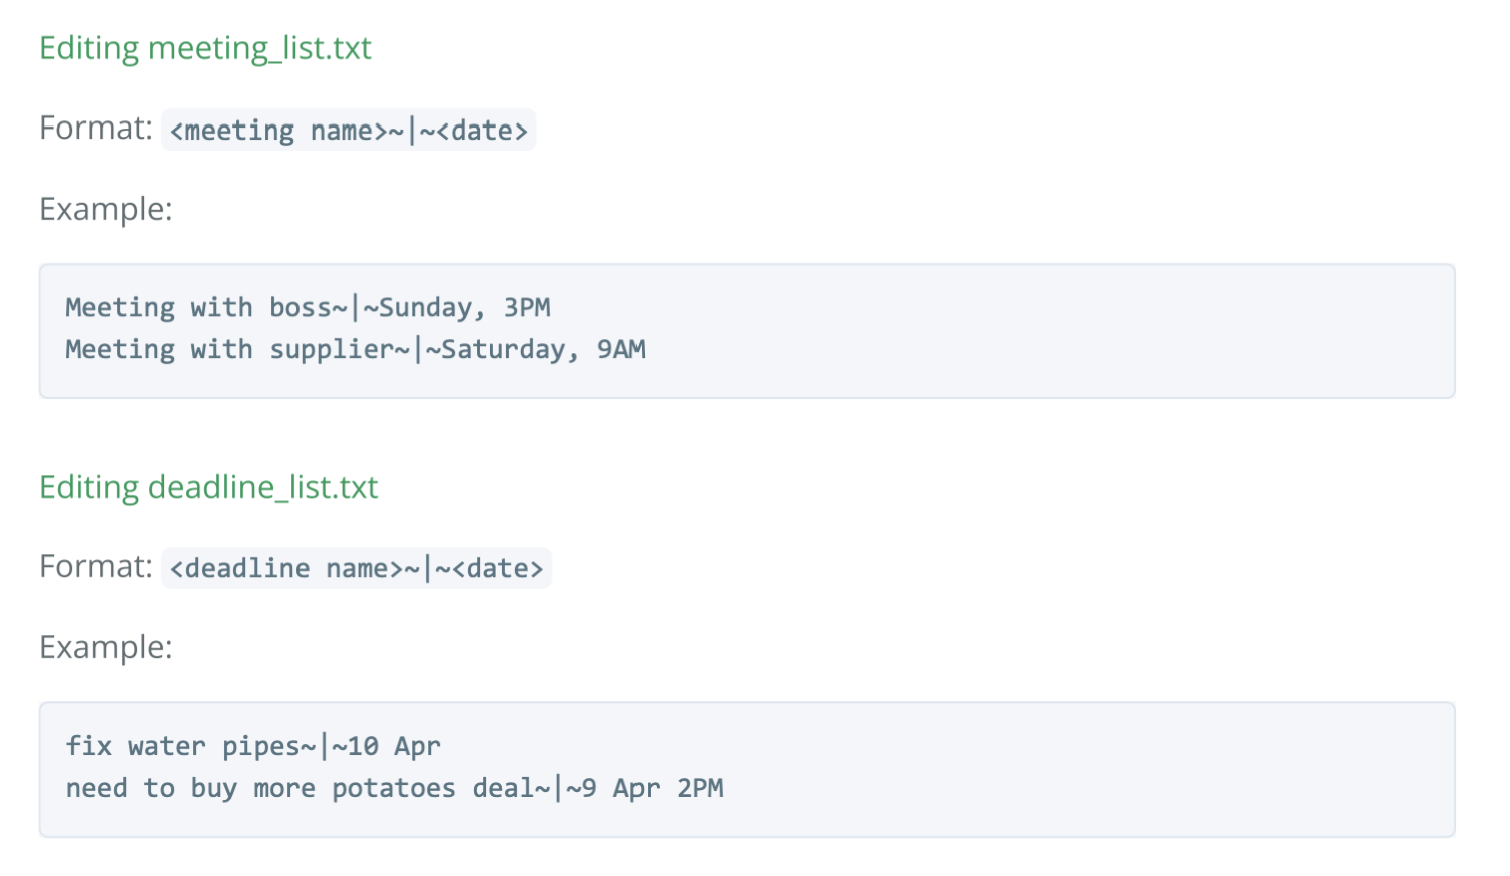 Editing meeting_list.txt
Format: <meeting name>~|~<date>
Example:
Meeting with boss~|~Sunday, 3PM
Meeting with supplier~|~Saturday, 9AM
Editing deadline_list.txt
Format: <deadline name>~|~<date>
Example:
fix water pipes~|~10 Apr
need to buy more potatoes deal~|~9 Apr 2PM